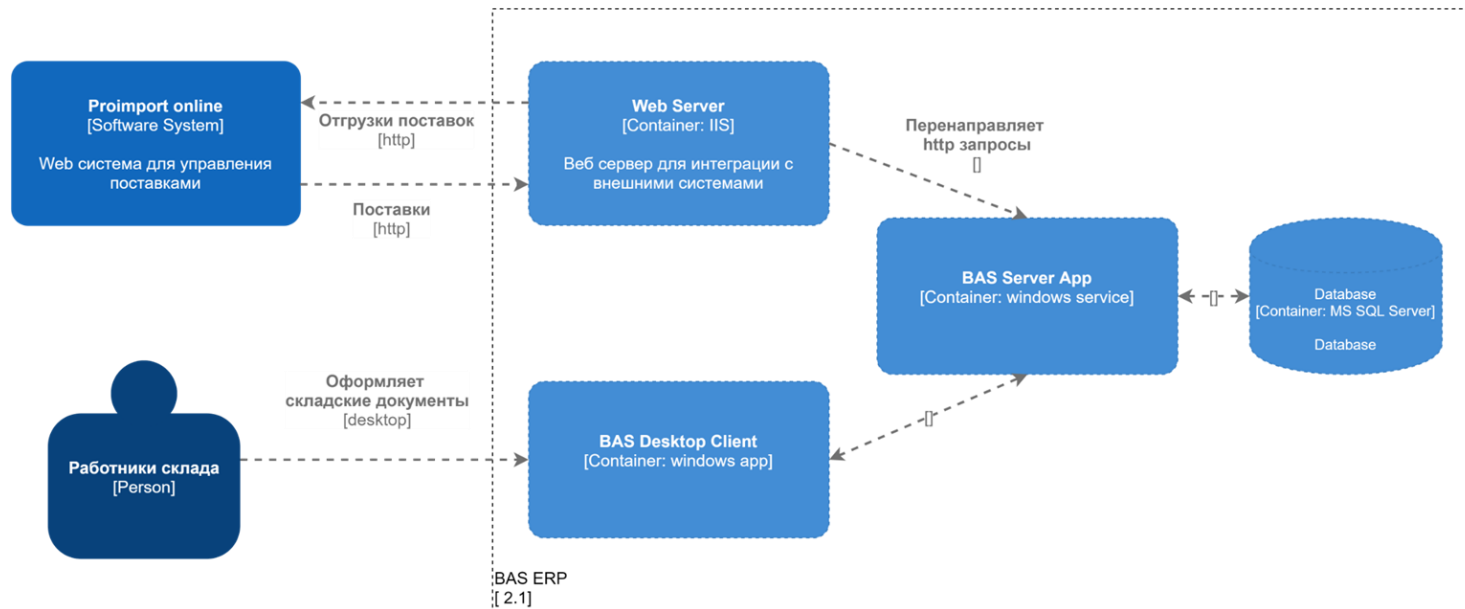 Proimport online
[Software System]
Web система для управления
поставками
Отгрузки поставок
[http]
Поставки
[http]
Web Server
[Container: IIS]
Веб сервер для интеграции с
внешними системами
Перенаправляет
http запросы
[]
BAS Server App
[Container: windows service]
[]
Database
[Container: MS SQL Server]
Database
Работники склада
[Person]
Оформляет
складские документы
[desktop]
BAS Desktop Client
[Container: windows app]
[]
BAS ERP
[ 2.1]